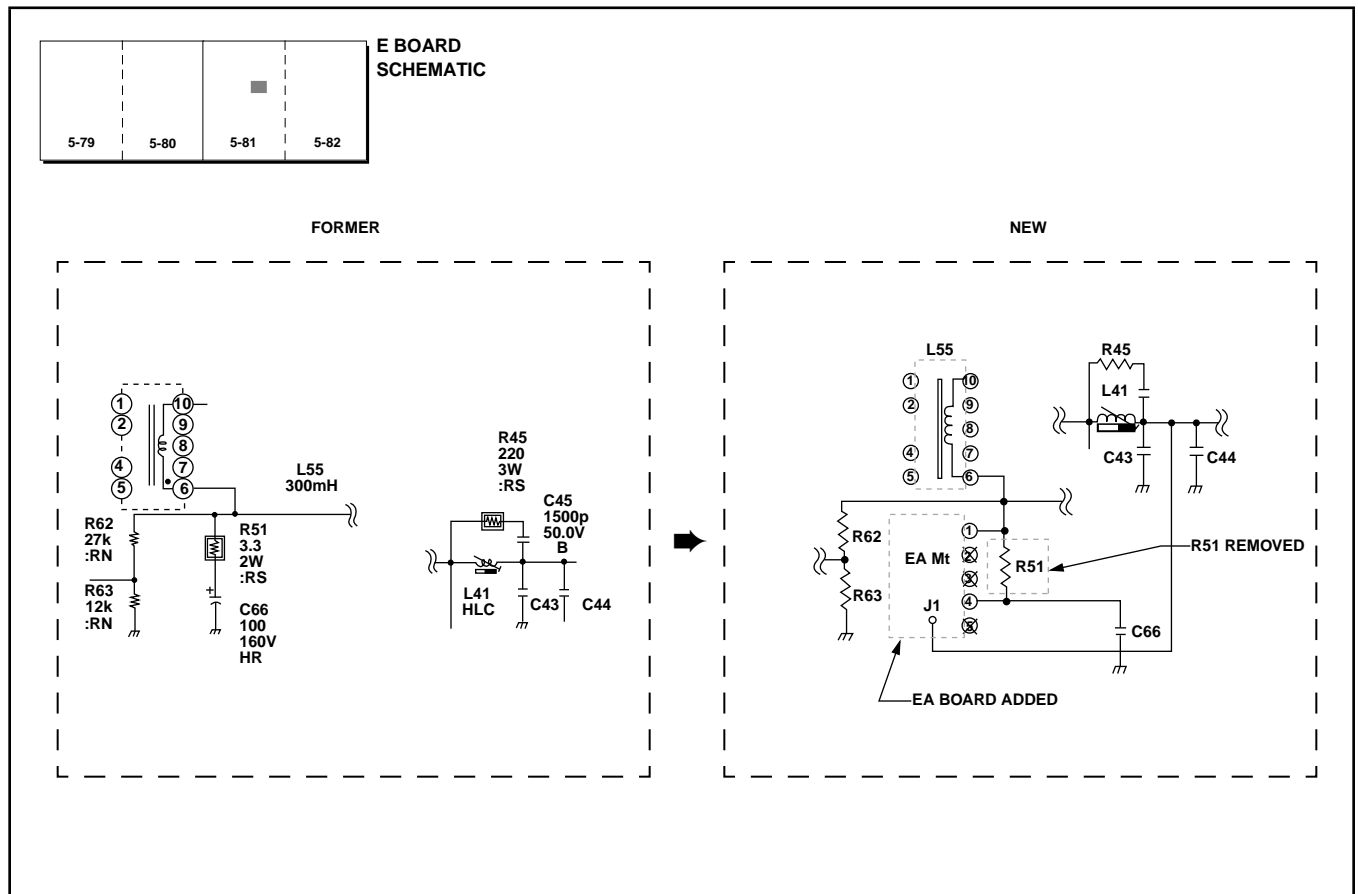 E BOARD
SCHEMATIC
5-79
5-80
5-81
5-82
FORMER
NEW
1
2
4
5
10
9
8
7
6
L55
300mH
R62
27k
:RN
R63
12k
:RN
R51
3.3
2W
:RS
+
C66
100
160V
HR
R45
220
3W
:RS
C45
1500p
50.0V
B
L41
HLC
C43
C44
L55
1
2
4
5
10
9
8
7
6
R45
L41
C43
C44
R62
R63
EA Mt
J1
1
2
3
4
5
R51
R51 REMOVED
C66
EA BOARD ADDED